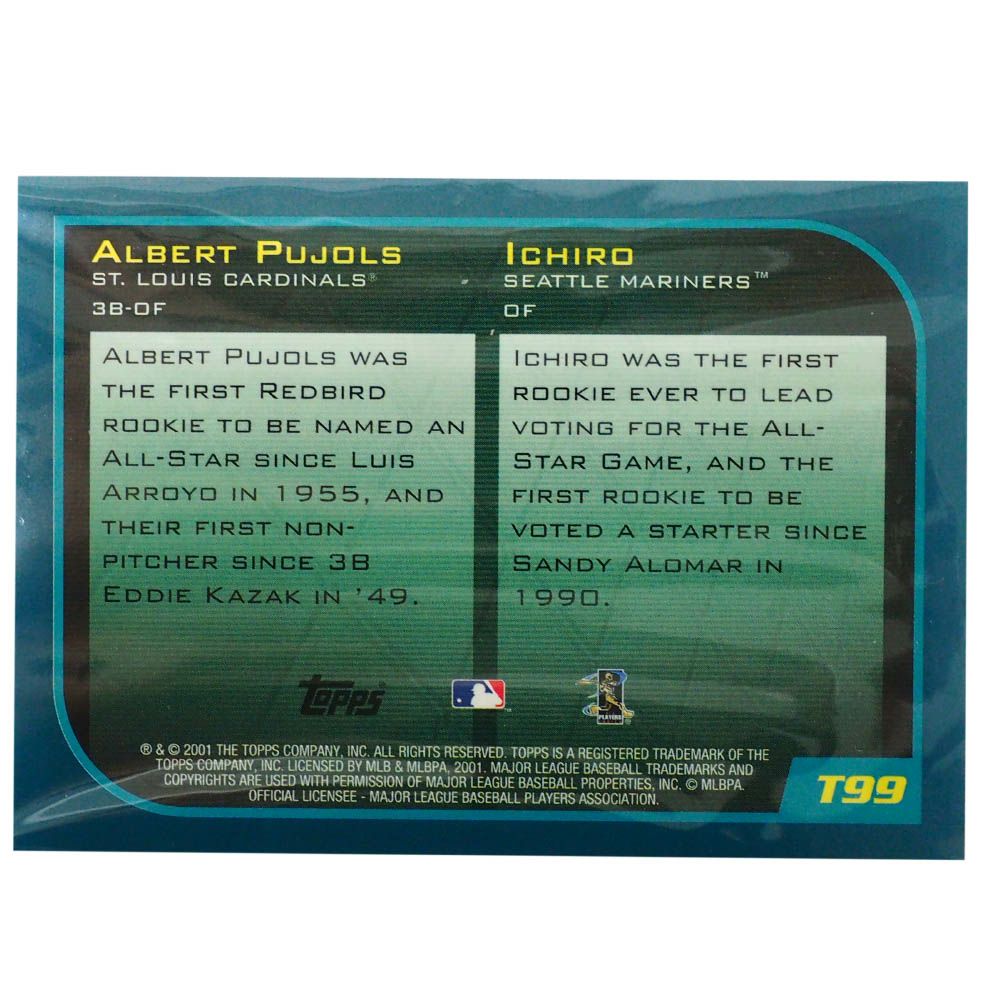 ALBERT PUJOLS
ST. LOUIS CARDINALS®
3B-OF
ALBERT PUJOLS WAS
THE FIRST REDBIRD
ROOKIE TO BE NAMED AN
ALL-STAR SINCE LUIS
ARROYO IN 1955, AND
THEIR FIRST NON-
PITCHER SINCE 3B
EDDIE KAZAK IN '49.
ICHIRO
SEATTLE MARINERS™
OF
ICHIRO WAS THE FIRST
ROOKIE EVER TO LEAD
VOTING FOR THE ALL-
STAR GAME, AND THE
FIRST ROOKIE TO BE
VOTED A STARTER SINCE
SANDY ALOMAR IN
1990.
TOPPS
PLAYERS
® & © 2001 THE TOPPS COMPANY, INC. ALL RIGHTS RESERVED. TOPPS IS A REGISTERED TRADEMARK OF THE
TOPPS COMPANY, INC. LICENSED BY MLB & MLBPA, 2001. MAJOR LEAGUE BASEBALL TRADEMARKS AND
COPYRIGHTS ARE USED WITH PERMISSION OF MAJOR LEAGUE BASEBALL PROPERTIES, INC. © MLBPA.
OFFICIAL LICENSEE - MAJOR LEAGUE BASEBALL PLAYERS ASSOCIATION.
T99